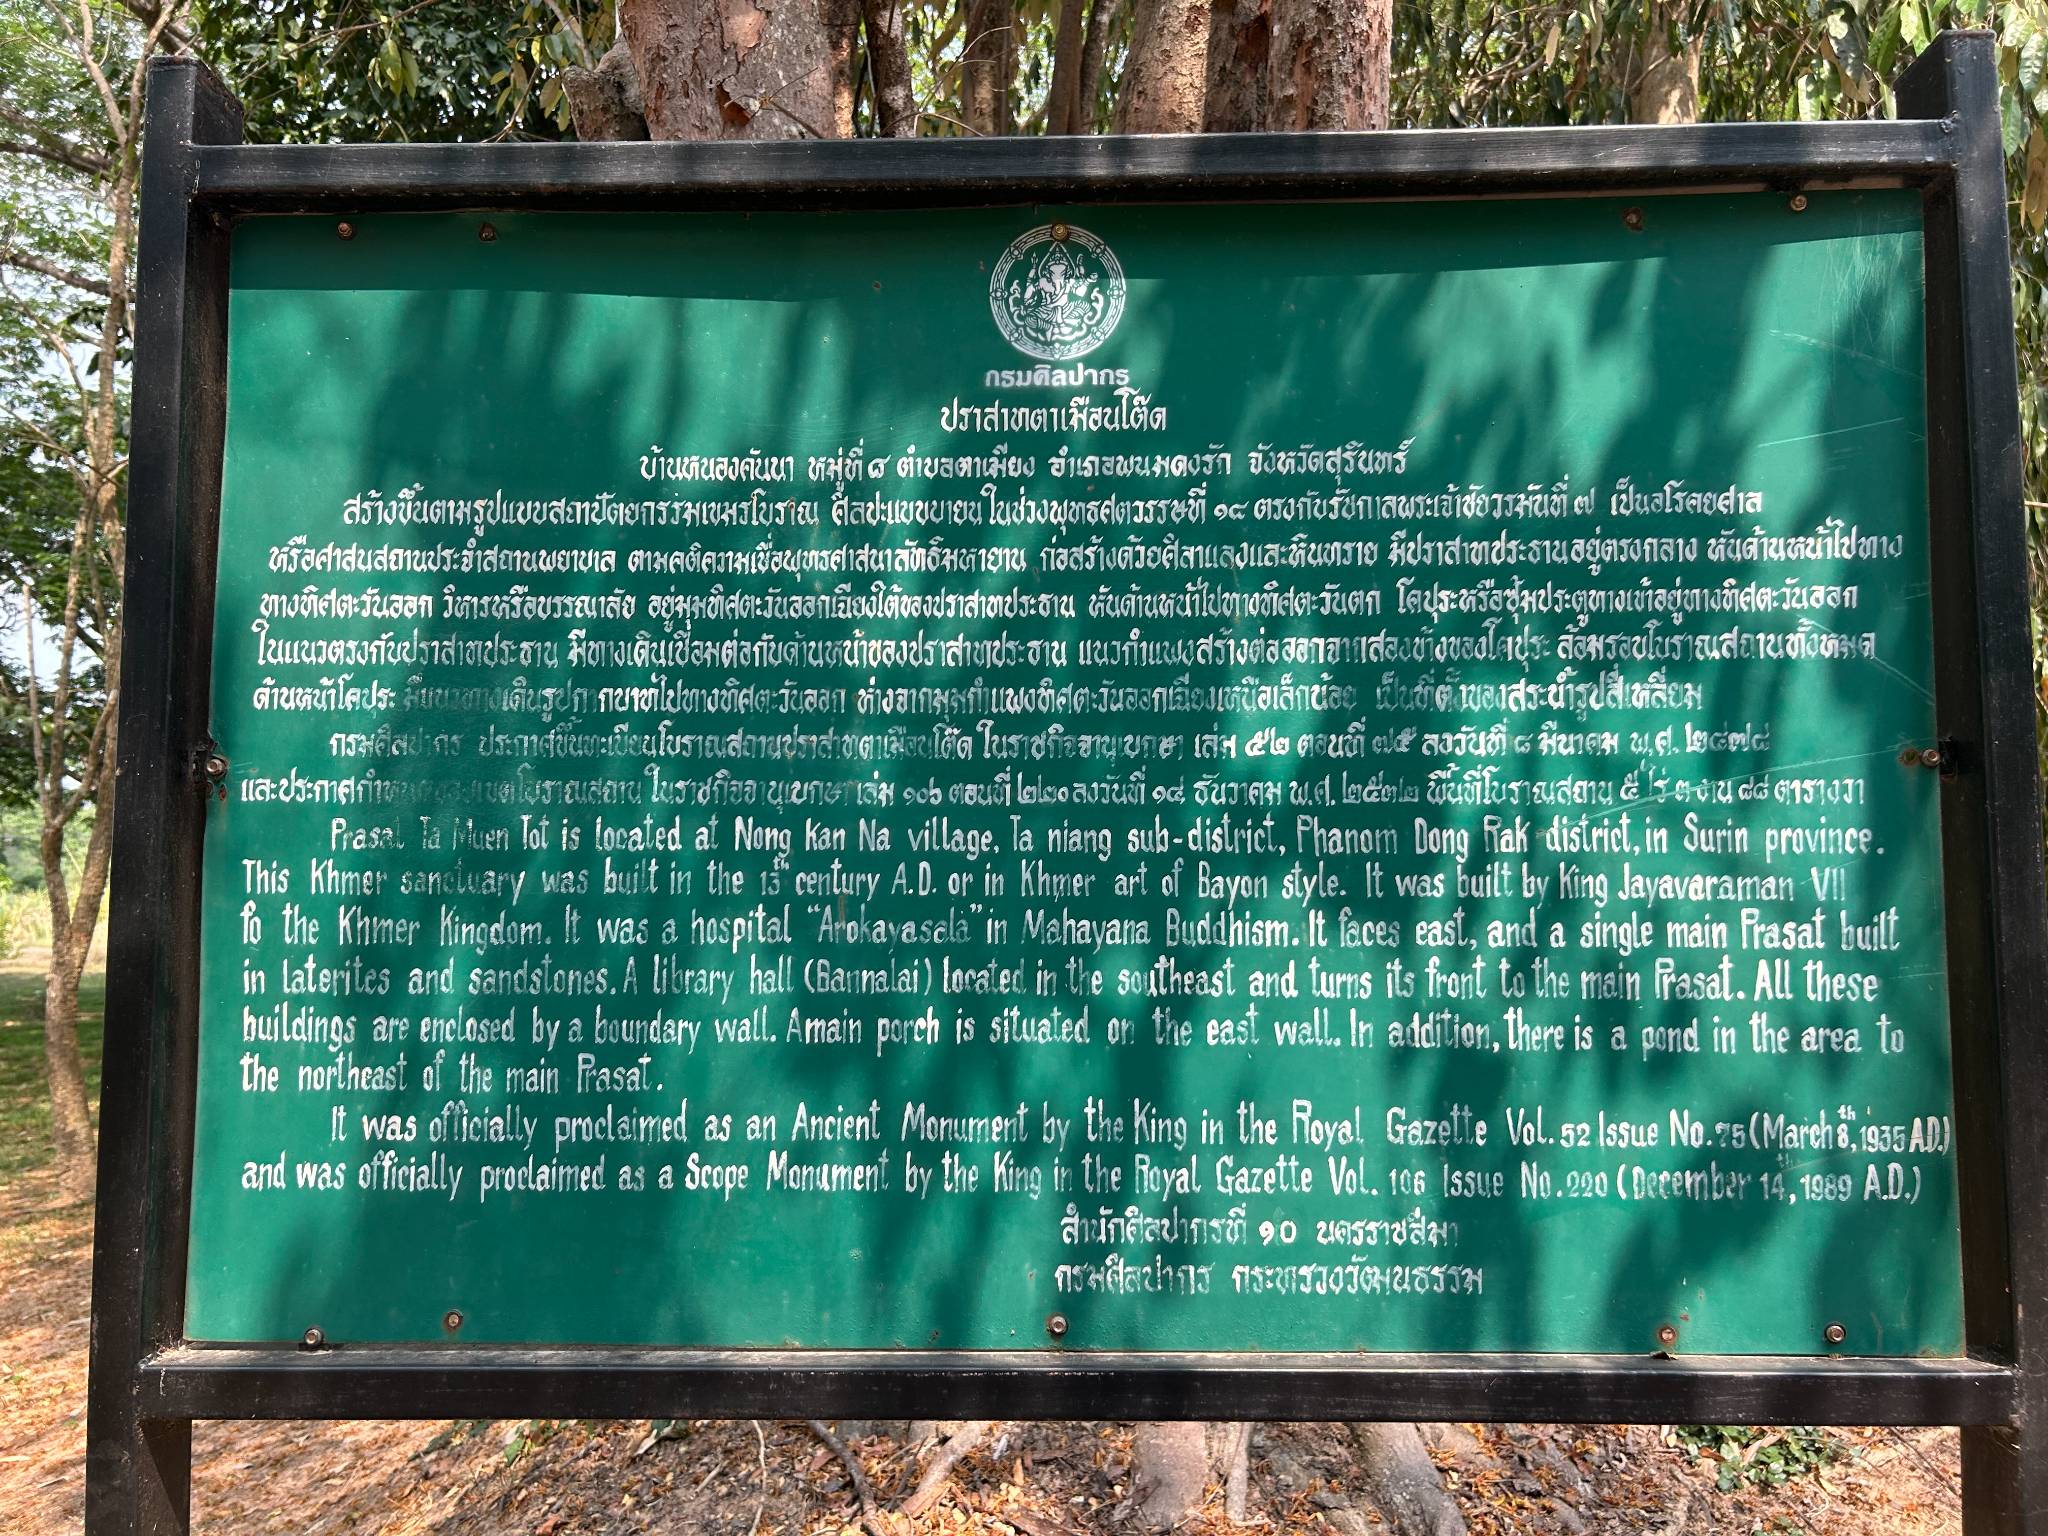 กรมศิลปากร
ปราสาทตาเมือนโต๊ด
บ้านหนองคันนา หมู่ที่ ๘ ตำบลตาเมียง อำเภอพนมดงรัก จังหวัดสุรินทร์
สร้างขึ้นตามรูปแบบสถาปัตยกรรมเขมรโบราณ ศิลปะแบบบายน ในช่วงพุทธศตวรรษที่ ๑๘ ตรงกับรัชกาลพระเจ้าชัยวรมันที่ ๗ เป็นอโรคยศาล
หรือศาสนสถานประจำสถานพยาบาล ตามคติความเชื่อพุทธศาสนาลัทธิมหายาน ก่อสร้างด้วยศิลาแลงและหินทราย มีปราสาทประธานอยู่ตรงกลาง หันด้านหน้าไปทาง
ทางทิศตะวันออก วิหารหรือบรรณาลัย อยู่มุมทิศตะวันออกเฉียงใต้ของปราสาทประธาน หันด้านหน้าไปทางทิศตะวันตก โคปุระหรือซุ้มประตูทางเข้าอยู่ทางทิศตะวันออก
ในแนวตรงกับปราสาทประธาน มีทางเดินเชื่อมต่อกับด้านหน้าของปราสาทประธาน แนวกำแพงสร้างต่อออกจากสองข้างของโคปุระ ล้อมรอบโบราณสถานทั้งหมด
ด้านหน้าโคปุระ มีแนวทางเดินรูปกากบาทไปทางทิศตะวันออก ห่างจากมุมกำแพงทิศตะวันออกเฉียงเหนือเล็กน้อย เป็นที่ตั้งของสระน้ำรูปสี่เหลี่ยม
กรมศิลปากร ประกาศขึ้นทะเบียนโบราณสถานปราสาทตาเมือนโต๊ด ในราชกิจจานุเบกษา เล่ม ๕๒ ตอนที่ ๗๕ ลงวันที่ ๘ มีนาคม พ.ศ. ๒๔๗๘
และประกาศกำหนดของเขตโบราณสถาน ในราชกิจจานุเบกษา เล่ม ๑๐๖ ตอนที่ ๒๒๐ ลงวันที่ ๑๔ ธันวาคม พ.ศ. ๒๕๓๒ พื้นที่โบราณสถาน ๕ ไร่ ๓ งาน ๘๘ ตารางวา
Prasat Ta Muen Tot is located at Nong Kan Na village, Ta niang sub-district, Phanom Dong Rak district, in Surin province.
This Khmer sanctuary was built in the 13th century A.D. or in Khmer art of Bayon style. It was built by King Jayavaraman VII
fo the Khmer Kingdom. It was a hospital "Arokayasala" in Mahayana Buddhism. It faces east, and a single main Prasat built
in laterites and sandstones. A library hall (Bannalai) located in the southeast and turns its front to the main Prasat. All these
buildings are enclosed by a boundary wall. A main porch is situated on the east wall. In addition, there is a pond in the area to
the northeast of the main Prasat.
It was officially proclaimed as an Ancient Monument by the King in the Royal Gazette Vol. 52 Issue No. 75 (March 8th, 1935 A.D.)
and was officially proclaimed as a Scope Monument by the King in the Royal Gazette Vol. 106 Issue No. 220 (December 14th, 1989 A.D.)
สำนักศิลปากรที่ ๑๐ นครราชสีมา
กรมศิลปากร กระทรวงวัฒนธรรม